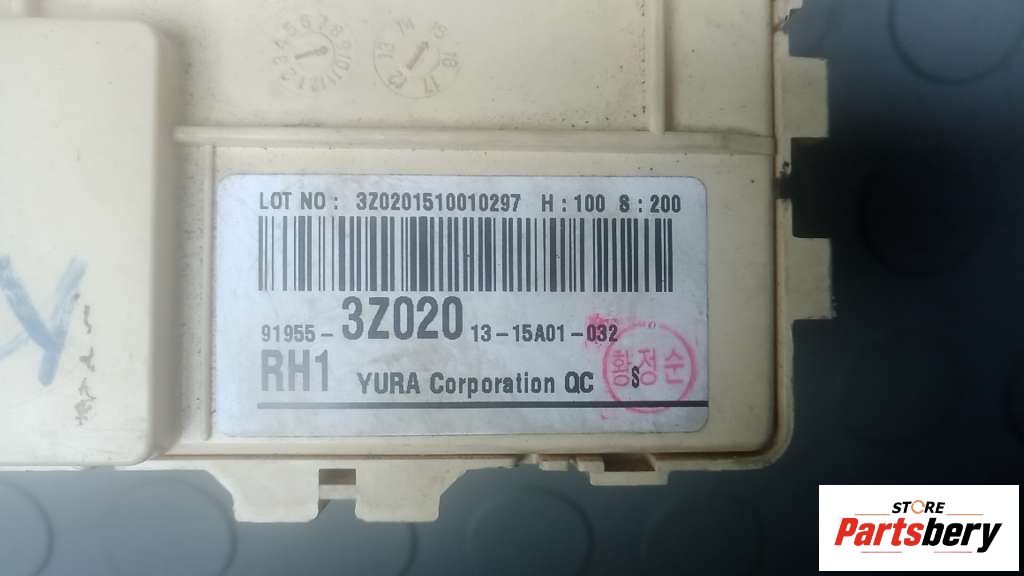 LOT NO : 3Z0201510010297 H : 100 S : 200
91955 - 3Z020 13 - 15A01 - 032
RH1 YURA Corporation QC S
황정순
STORE
Partsbery